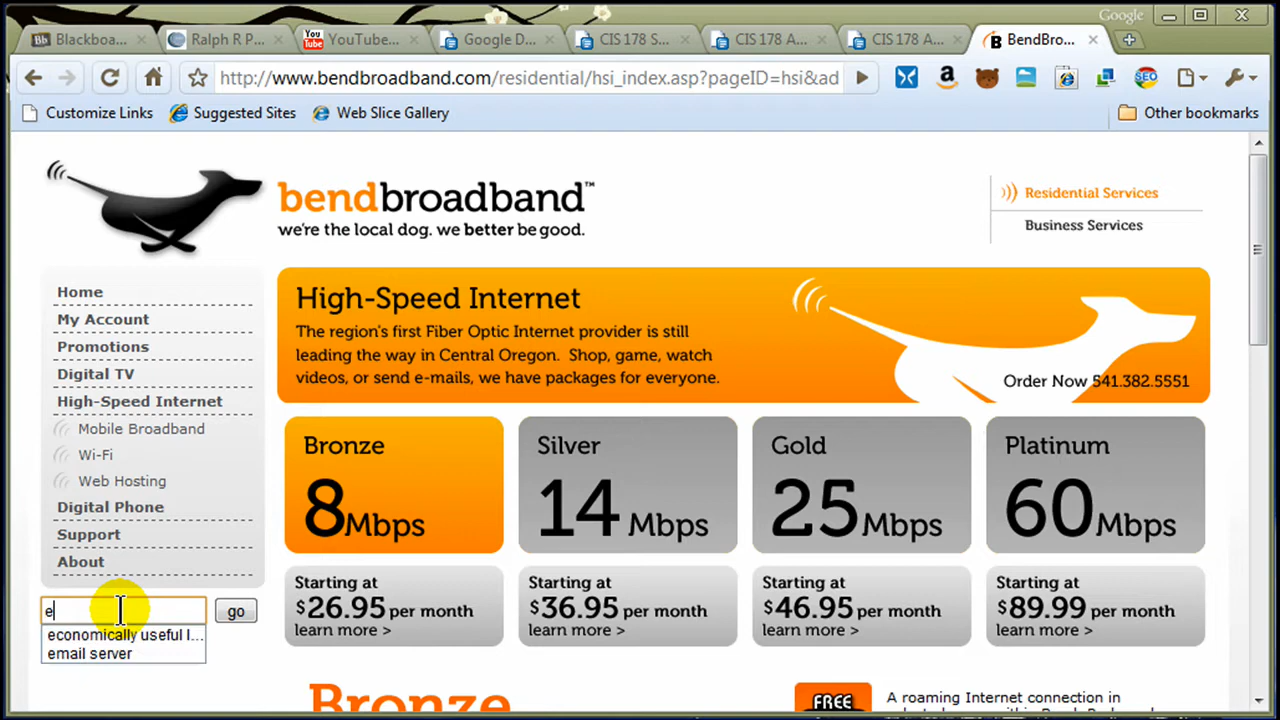 Google
Bb Blackboa...
Ralph R P...
You Tube YouTube...
Google D...
CIS 178 S...
CIS 178 A...
CIS 178 A...
B BendBro...
http://www.bendbroadband.com/residential/hsi_index.asp?pageID=hsi&ad
SEO
Customize Links
Suggested Sites
Web Slice Gallery
Other bookmarks
bendbroadband™
we're the local dog. we better be good.
Residential Services
Business Services
Home
My Account
Promotions
Digital TV
High-Speed Internet
Mobile Broadband
Wi-Fi
Web Hosting
Digital Phone
Support
About
e
go
economically useful l...
email server
High-Speed Internet
The region's first Fiber Optic Internet provider is still
leading the way in Central Oregon. Shop, game, watch
videos, or send e-mails, we have packages for everyone.
Order Now 541.382.5551
Bronze
8Mbps
Starting at
$26.95 per month
learn more >
Silver
14 Mbps
Starting at
$36.95 per month
learn more >
Gold
25Mbps
Starting at
$46.95 per month
learn more >
Platinum
60Mbps
Starting at
$89.99 per month
learn more >
Bronze
FREE
A roaming Internet connection in